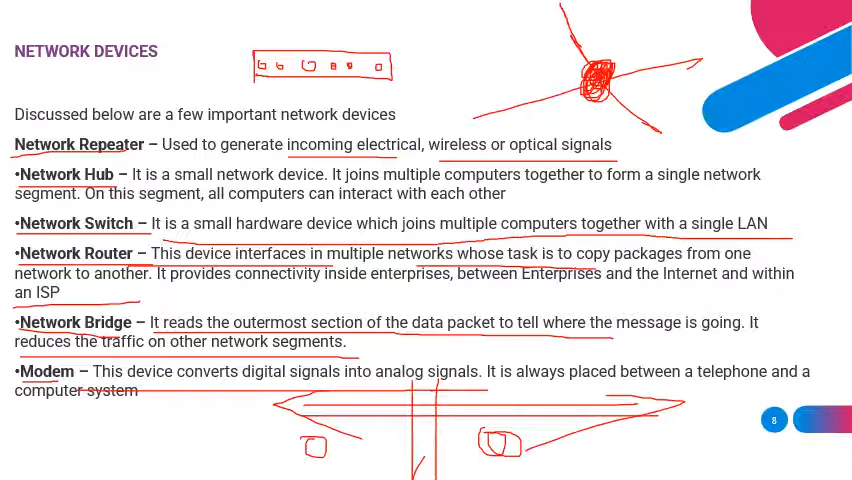 NETWORK DEVICES
Discussed below are a few important network devices
Network Repeater – Used to generate incoming electrical, wireless or optical signals
•Network Hub – It is a small network device. It joins multiple computers together to form a single network
segment. On this segment, all computers can interact with each other
•Network Switch – It is a small hardware device which joins multiple computers together with a single LAN
•Network Router – This device interfaces in multiple networks whose task is to copy packages from one
network to another. It provides connectivity inside enterprises, between Enterprises and the Internet and within
an ISP
•Network Bridge – It reads the outermost section of the data packet to tell where the message is going. It
reduces the traffic on other network segments.
•Modem – This device converts digital signals into analog signals. It is always placed between a telephone and a
computer system
8